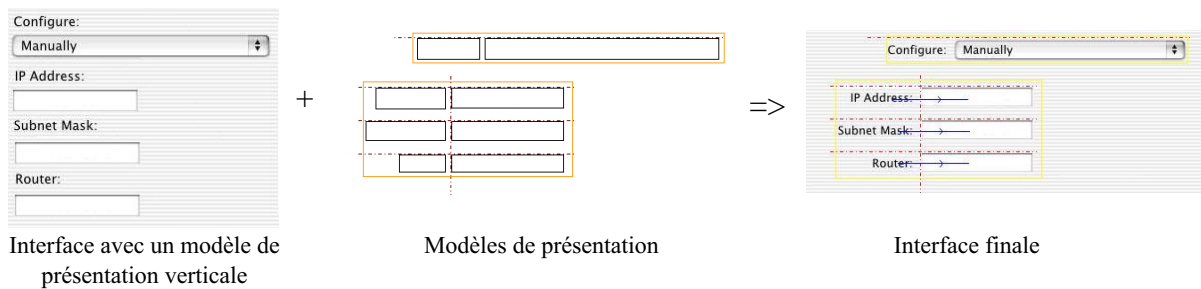 Configure:
Manually
IP Address:
Subnet Mask:
Router:
+
=>
Configure: Manually
IP Address:
Subnet Mask:
Router:
Interface avec un modèle de
présentation verticale
Modèles de présentation
Interface finale